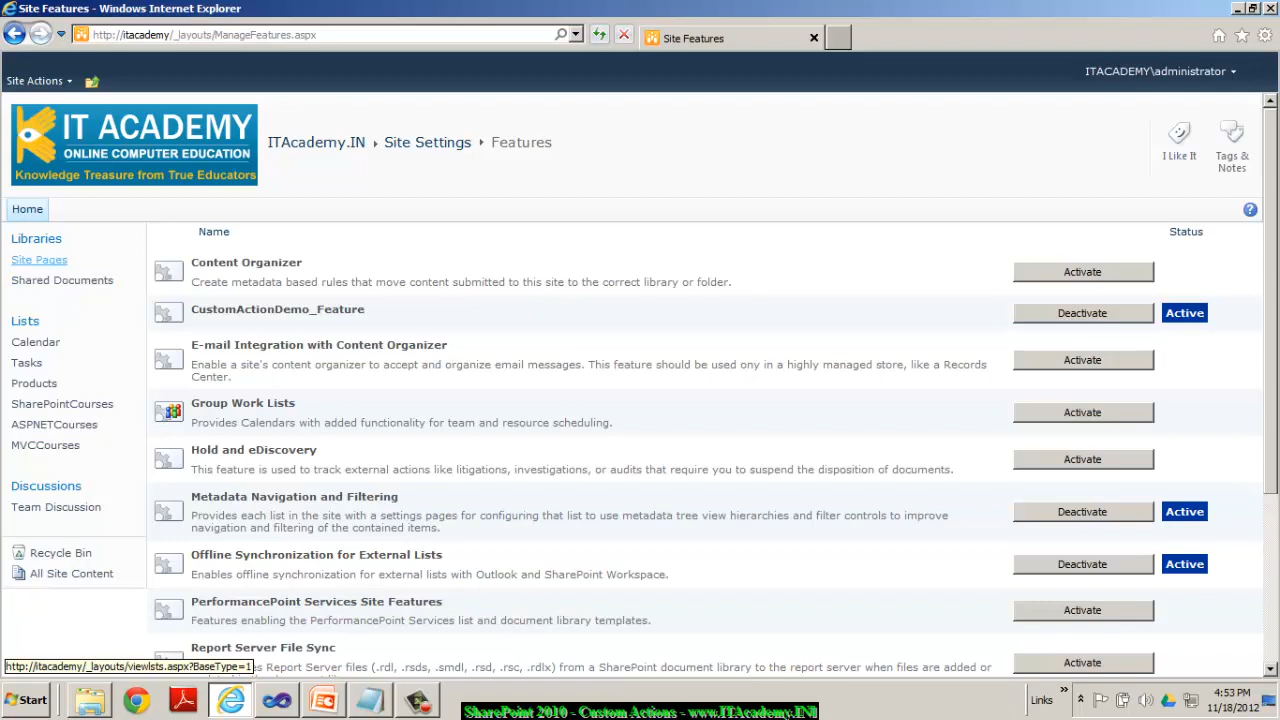 Site Features - Windows Internet Explorer
http://itacademy/_layouts/ManageFeatures.aspx
Site Features
Site Actions
ITACADEMY\administrator
IT ACADEMY
ONLINE COMPUTER EDUCATION
Knowledge Treasure from True Educators
ITAcademy.IN
Site Settings
Features
I Like It
Tags &
Notes
Home
Libraries
Site Pages
Shared Documents
Lists
Calendar
Tasks
Products
SharePointCourses
ASPNETCourses
MVCCourses
Discussions
Team Discussion
Recycle Bin
All Site Content
Name
Status
Content Organizer
Create metadata based rules that move content submitted to this site to the correct library or folder.
Activate
CustomActionDemo_Feature
Deactivate
Active
E-mail Integration with Content Organizer
Enable a site's content organizer to accept and organize email messages. This feature should be used ony in a highly managed store, like a Records
Center.
Activate
Group Work Lists
Provides Calendars with added functionality for team and resource scheduling.
Activate
Hold and eDiscovery
This feature is used to track external actions like litigations, investigations, or audits that require you to suspend the disposition of documents.
Activate
Metadata Navigation and Filtering
Provides each list in the site with a settings pages for configuring that list to use metadata tree view hierarchies and filter controls to improve
navigation and filtering of the contained items.
Deactivate
Active
Offline Synchronization for External Lists
Enables offline synchronization for external lists with Outlook and SharePoint Workspace.
Deactivate
Active
PerformancePoint Services Site Features
Features enabling the PerformancePoint Services list and document library templates.
Activate
Report Server File Sync
Report Server files (.rdl, .rsds, .smdl, .rsd, .rsc, .rdlx) from a SharePoint document library to the report server when files are added or
Activate
http://itacademy/_layouts/viewlsts.aspx?BaseType=1
Start
Links
4:53 PM
11/18/2012
SharePoint 2010 - Custom Actions - www.ITAcademy.IN!